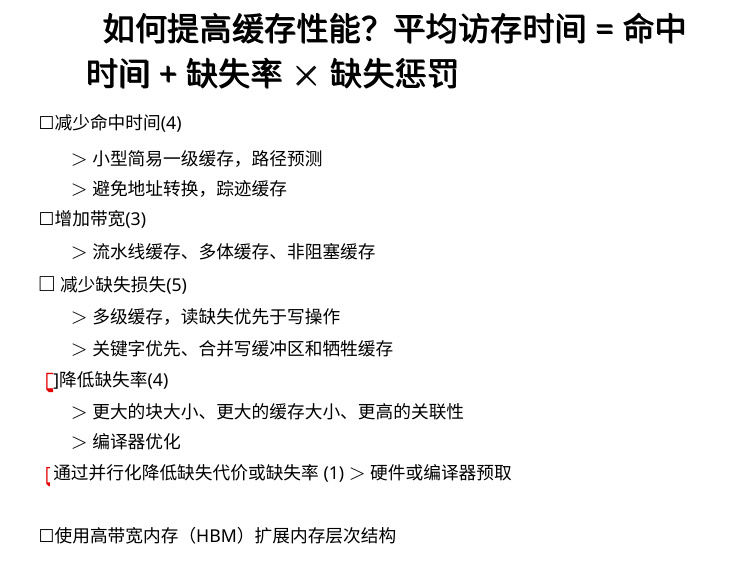 如何提高缓存性能？平均访存时间 = 命中
时间 + 缺失率 × 缺失惩罚
□减少命中时间(4)
＞ 小型简易一级缓存，路径预测
＞ 避免地址转换，踪迹缓存
□增加带宽(3)
＞ 流水线缓存、多体缓存、非阻塞缓存
□ 减少缺失损失(5)
＞ 多级缓存，读缺失优先于写操作
＞ 关键字优先、合并写缓冲区和牺牲缓存
[]降低缺失率(4)
＞ 更大的块大小、更大的缓存大小、更高的关联性
＞ 编译器优化
[ 通过并行化降低缺失代价或缺失率 (1) ＞ 硬件或编译器预取
□使用高带宽内存（HBM）扩展内存层次结构